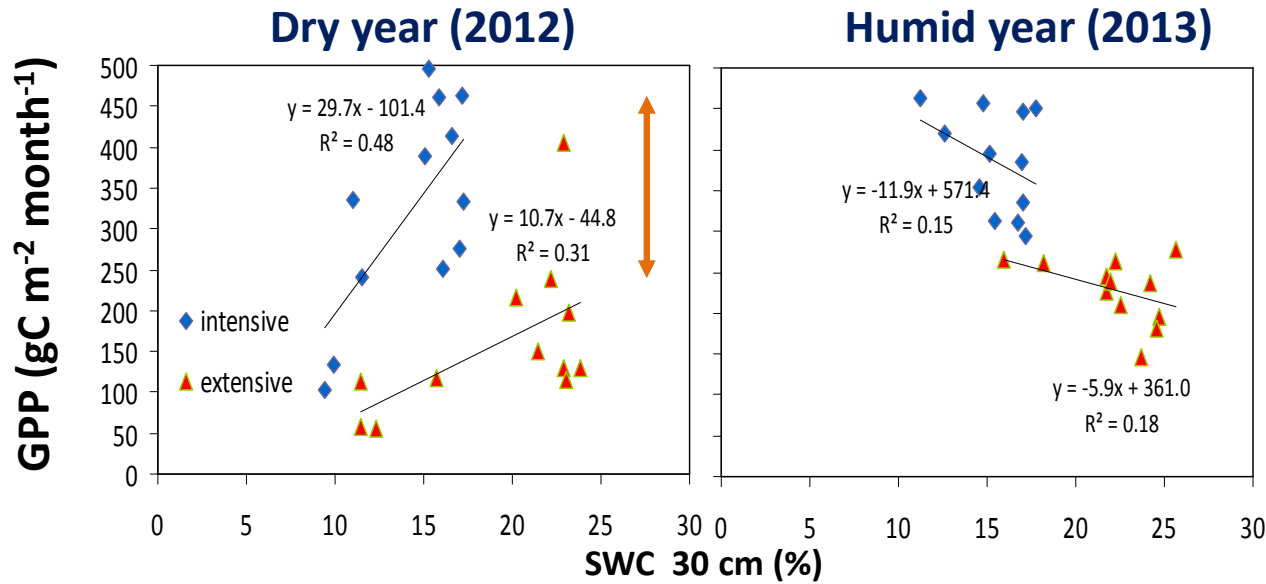 Dry year (2012)
Humid year (2013)
GPP (gC m⁻² month⁻¹)
500
450
400
350
300
250
200
150
100
50
0
y = 29.7x - 101.4
R² = 0.48
y = 10.7x - 44.8
R² = 0.31
intensive
extensive
y = -11.9x + 571.4
R² = 0.15
y = -5.9x + 361.0
R² = 0.18
0 5 10 15 20 25 30
0 5 10 15 20 25 30
SWC 30 cm (%)